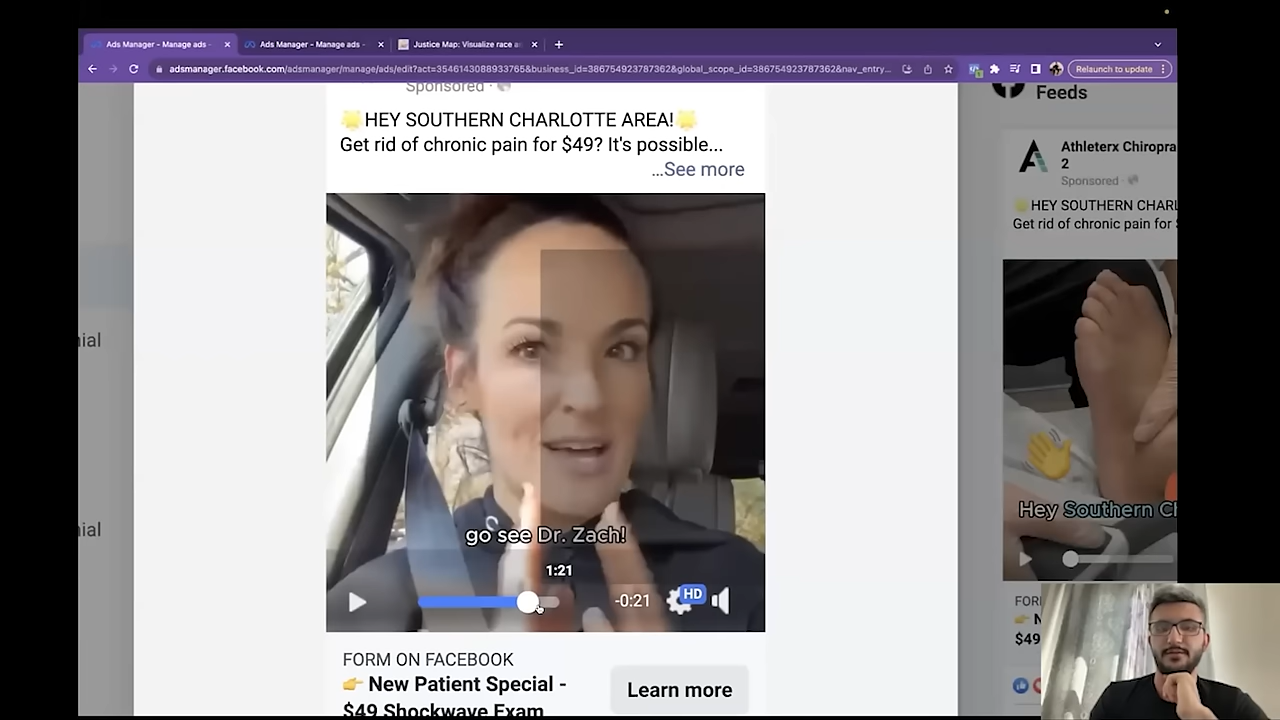 Ads Manager - Manage ads -
Ads Manager - Manage ads -
Justice Map: Visualize race a
Relaunch to update
adsmanager.facebook.com/adsmanager/manage/ads/edit?act=3546143088933765&business_id=386754923787362&global_scope_id=386754923787362&nav_entry...
Sponsored ·
🌟HEY SOUTHERN CHARLOTTE AREA!🌟
Get rid of chronic pain for $49? It's possible...
...See more
go see Dr. Zach!
1:21
-0:21
HD
FORM ON FACEBOOK
👉 New Patient Special -
$49 Shockwave Exam
Learn more
nial
nial
Feeds
Athleterx Chiropra
2
Sponsored ·
🌟HEY SOUTHERN CHARL
Get rid of chronic pain for
Hey Southern Ch
FOR
$49